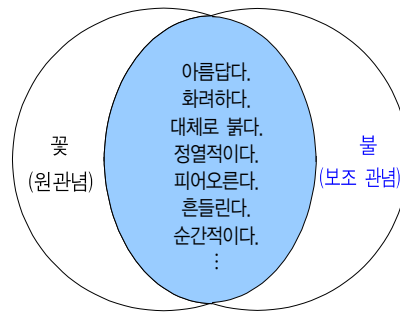 꽃
(원관념)
아름답다.
화려하다.
대체로 붉다.
정열적이다.
피어오른다.
흔들린다.
순간적이다.
⋮
불
(보조 관념)